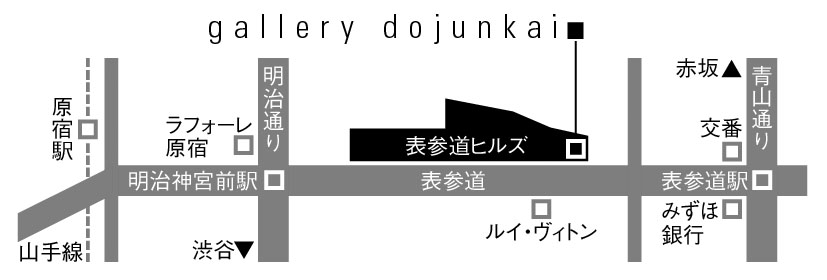 gallery dojunkai
赤坂▲
明治通り
青山通り
原宿駅
ラフォーレ
原宿
交番
表参道ヒルズ
明治神宮前駅
表参道
表参道駅
みずほ
銀行
ルイ・ヴィトン
山手線
渋谷▼